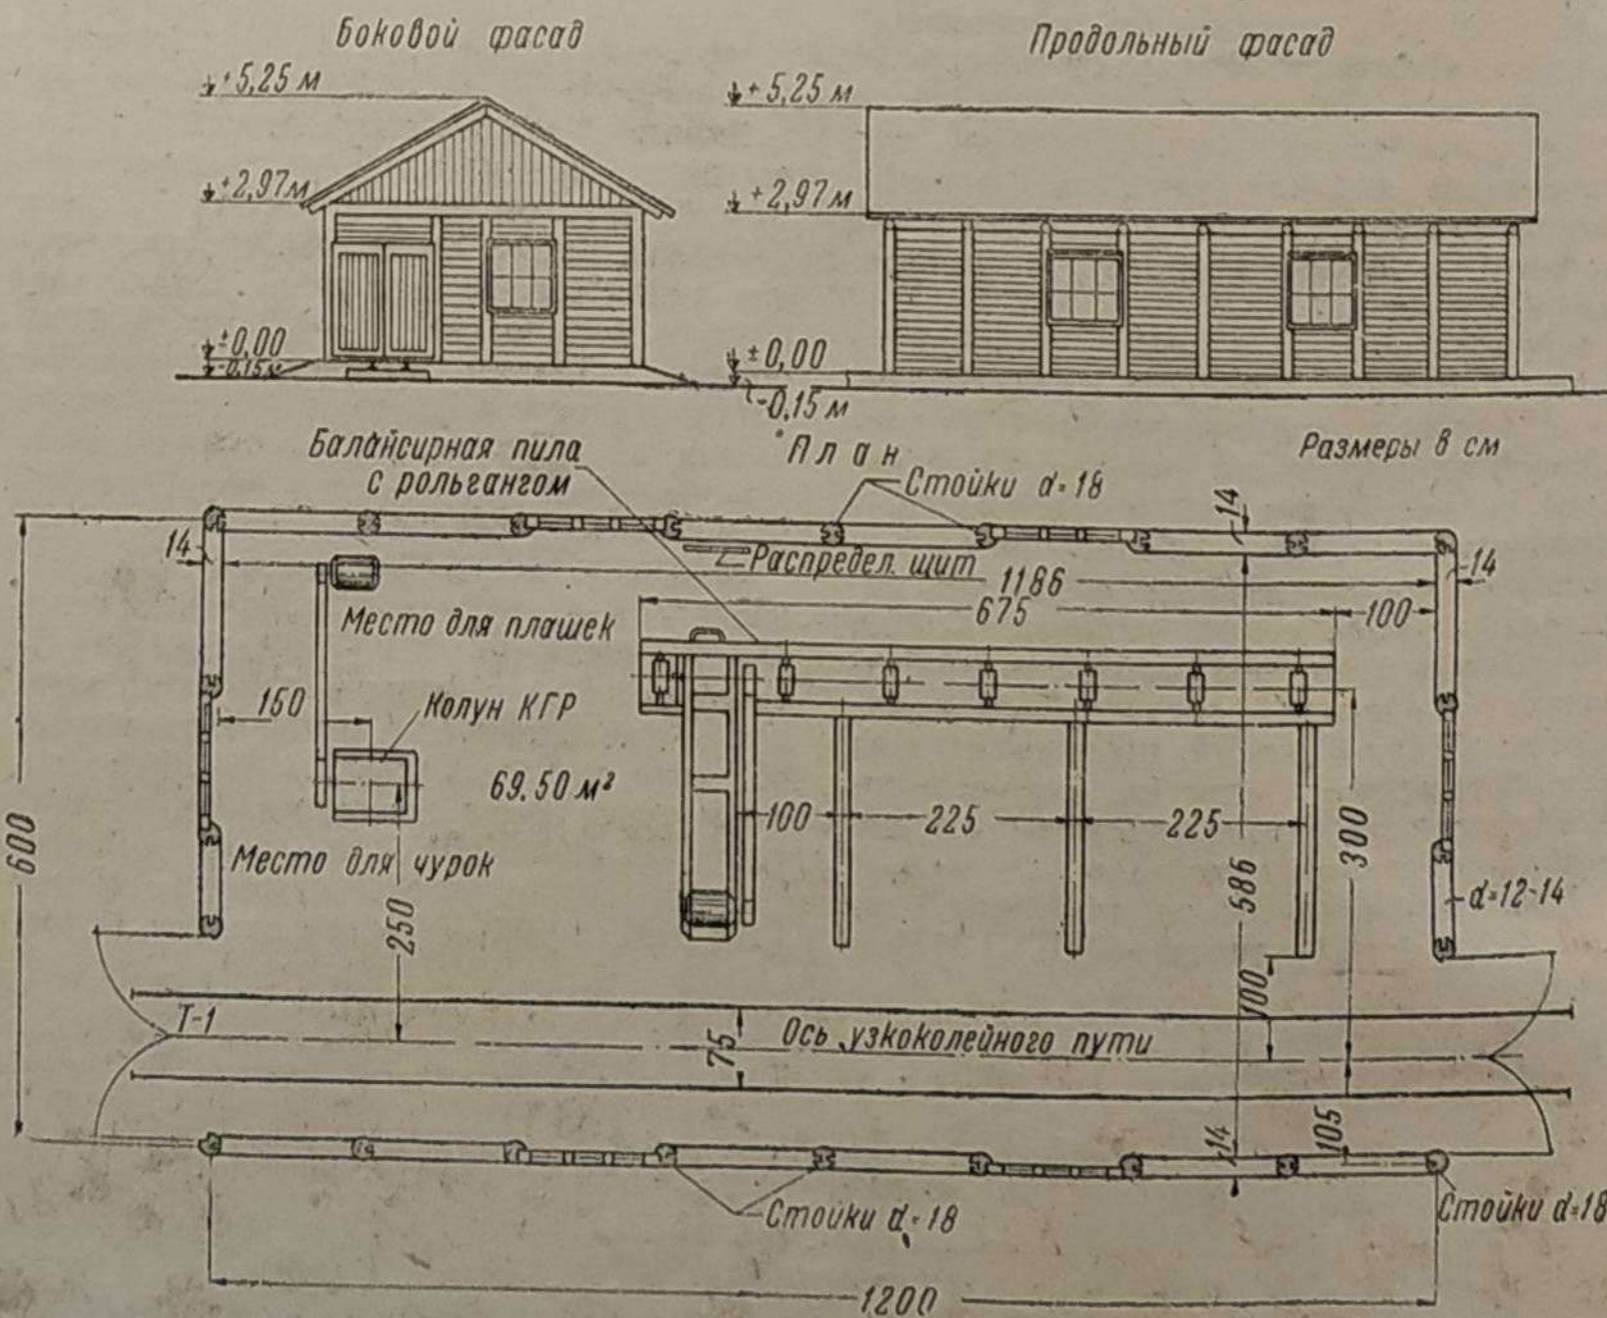 Боковой фасад
Продольный фасад
+5,25 м
+5,25 м
+2,97 м
+2,97 м
±0,00
-0,15 м
±0,00
-0,15 м
Балансирная пила
с рольгангом
План
Размеры в см
Стойки d=18
14
14
Распредел. щит
1186
14
675
100
Место для плашек
150
Колун КГР
69.50 м²
100
225
225
300
600
Место для чурок
586
250
d=12-14
100
Т-1
75
Ось узкоколейного пути
14
105
Стойки d=18
Стойки d=18
1200